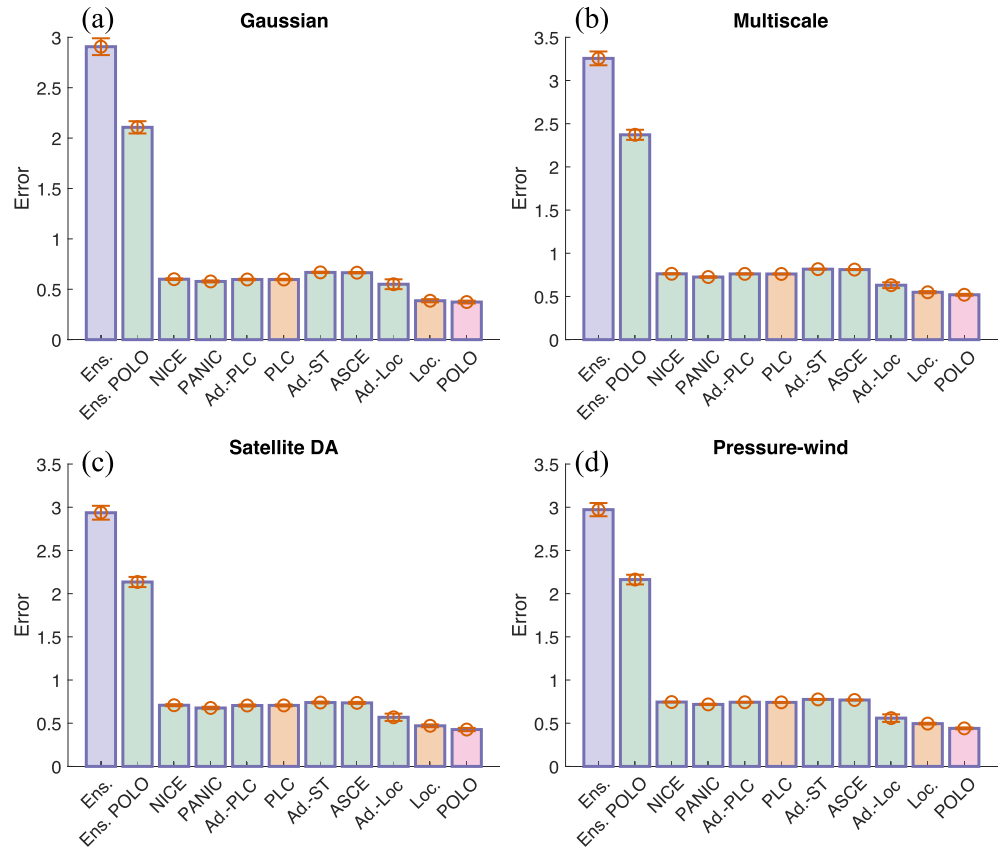 (a) Gaussian
3
2.5
2
1.5
1
0.5
0
Error
Ens.
Ens. POLO
NICE
PANIC
Ad.-PLC
PLC
Ad.-ST
ASCE
Ad.-Loc
Loc.
POLO
(b) Multiscale
3.5
3
2.5
2
1.5
1
0.5
0
Error
Ens.
Ens. POLO
NICE
PANIC
Ad.-PLC
PLC
Ad.-ST
ASCE
Ad.-Loc
Loc.
POLO
(c) Satellite DA
3.5
3
2.5
2
1.5
1
0.5
0
Error
Ens.
Ens. POLO
NICE
PANIC
Ad.-PLC
PLC
Ad.-ST
ASCE
Ad.-Loc
Loc.
POLO
(d) Pressure-wind
3.5
3
2.5
2
1.5
1
0.5
0
Error
Ens.
Ens. POLO
NICE
PANIC
Ad.-PLC
PLC
Ad.-ST
ASCE
Ad.-Loc
Loc.
POLO